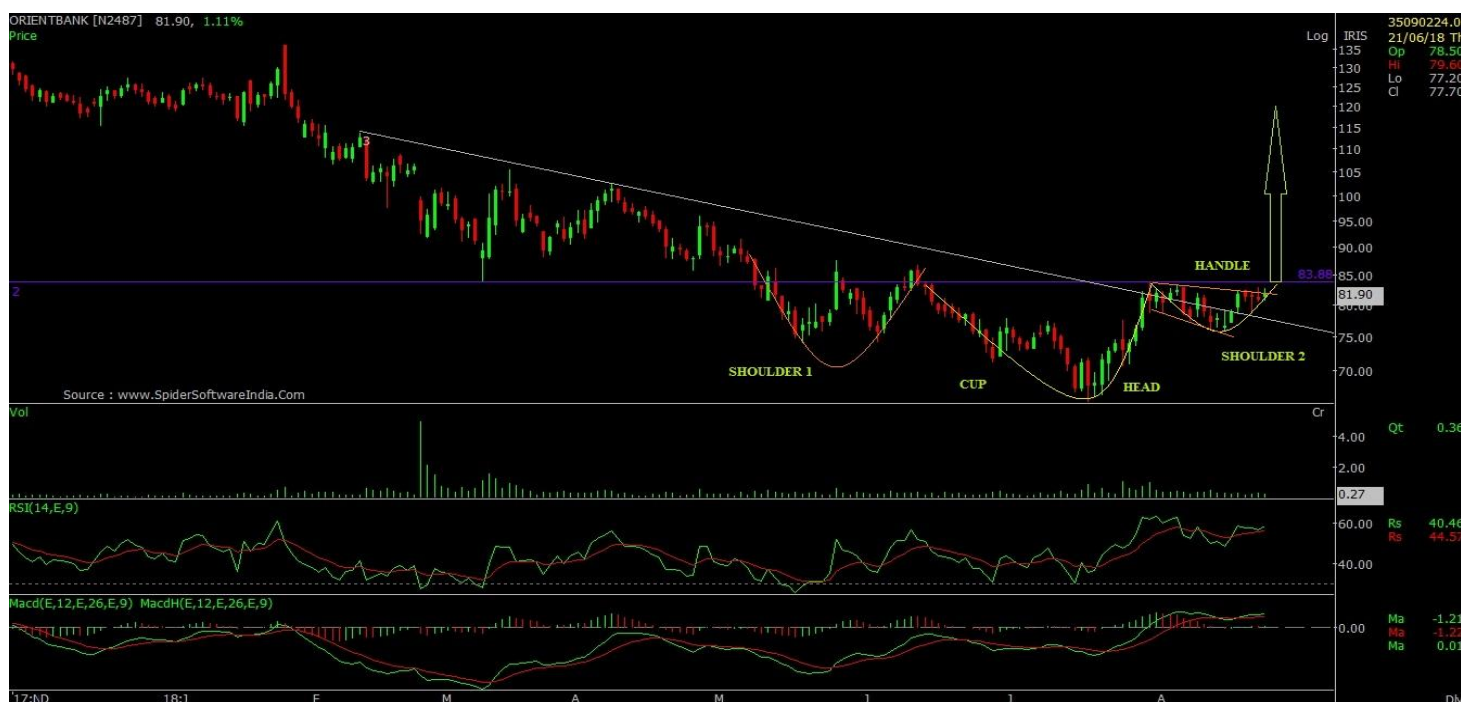 ORIENTBANK [N2487] 81.90, 1.11%
Price
Log
IRIS
35090224.0
21/06/18 Th
Op 78.50
Hi 79.60
Lo 77.20
Cl 77.70
135
130
125
120
115
110
105
100
95.00
90.00
85.00
83.88
81.90
80.00
75.00
70.00
3
2
HANDLE
SHOULDER 1
CUP
HEAD
SHOULDER 2
Source : www.SpiderSoftwareIndia.Com
Vol
Cr
Qt 0.36
4.00
2.00
0.27
RSI(14,E,9)
60.00
40.00
Rs 40.46
Rs 44.57
Macd(E,12,E,26,E,9) MacdH(E,12,E,26,E,9)
0.00
Ma -1.21
Ma -1.22
Ma 0.01
'17:ND 18:J F M A M J J A